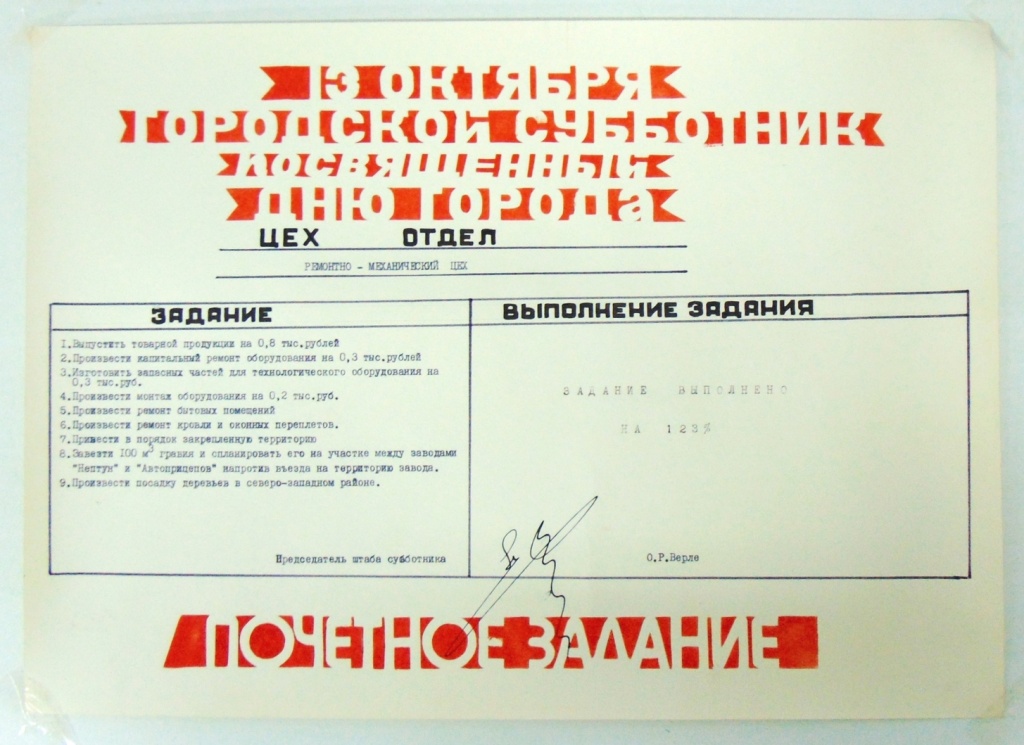 13 ОКТЯБРЯ
ГОРОДСКОЙ СУББОТНИК
ПОСВЯЩЕННЫЙ
ДНЮ ГОРОДА
ЦЕХ ОТДЕЛ
РЕМОНТНО - МЕХАНИЧЕСКИЙ ЦЕХ
ЗАДАНИЕ
1.Выпустить товарной продукции на 0,8 тыс.рублей
2.Произвести капитальный ремонт оборудования на 0,3 тыс.рублей
3.Изготовить запасных частей для технологического оборудования на
0,3 тыс.руб.
4.Произвести монтаж оборудования на 0,2 тыс.руб.
5.Произвести ремонт бытовых помещений
6.Произвести ремонт кровли и оконных переплетов.
7.Привести в порядок закрепленную территорию
8.Завезти 100 м³ гравия и спланировать его на участке между заводами
"Нептун" и "Автоприцепов" напротив въезда на территорию завода.
9.Произвести посадку деревьев в северо-западном районе.
Председатель штаба субботника
ВЫПОЛНЕНИЕ ЗАДАНИЯ
ЗАДАНИЕ ВЫПОЛНЕНО
НА 123%
О.Р.Верле
ПОЧЕТНОЕ ЗАДАНИЕ